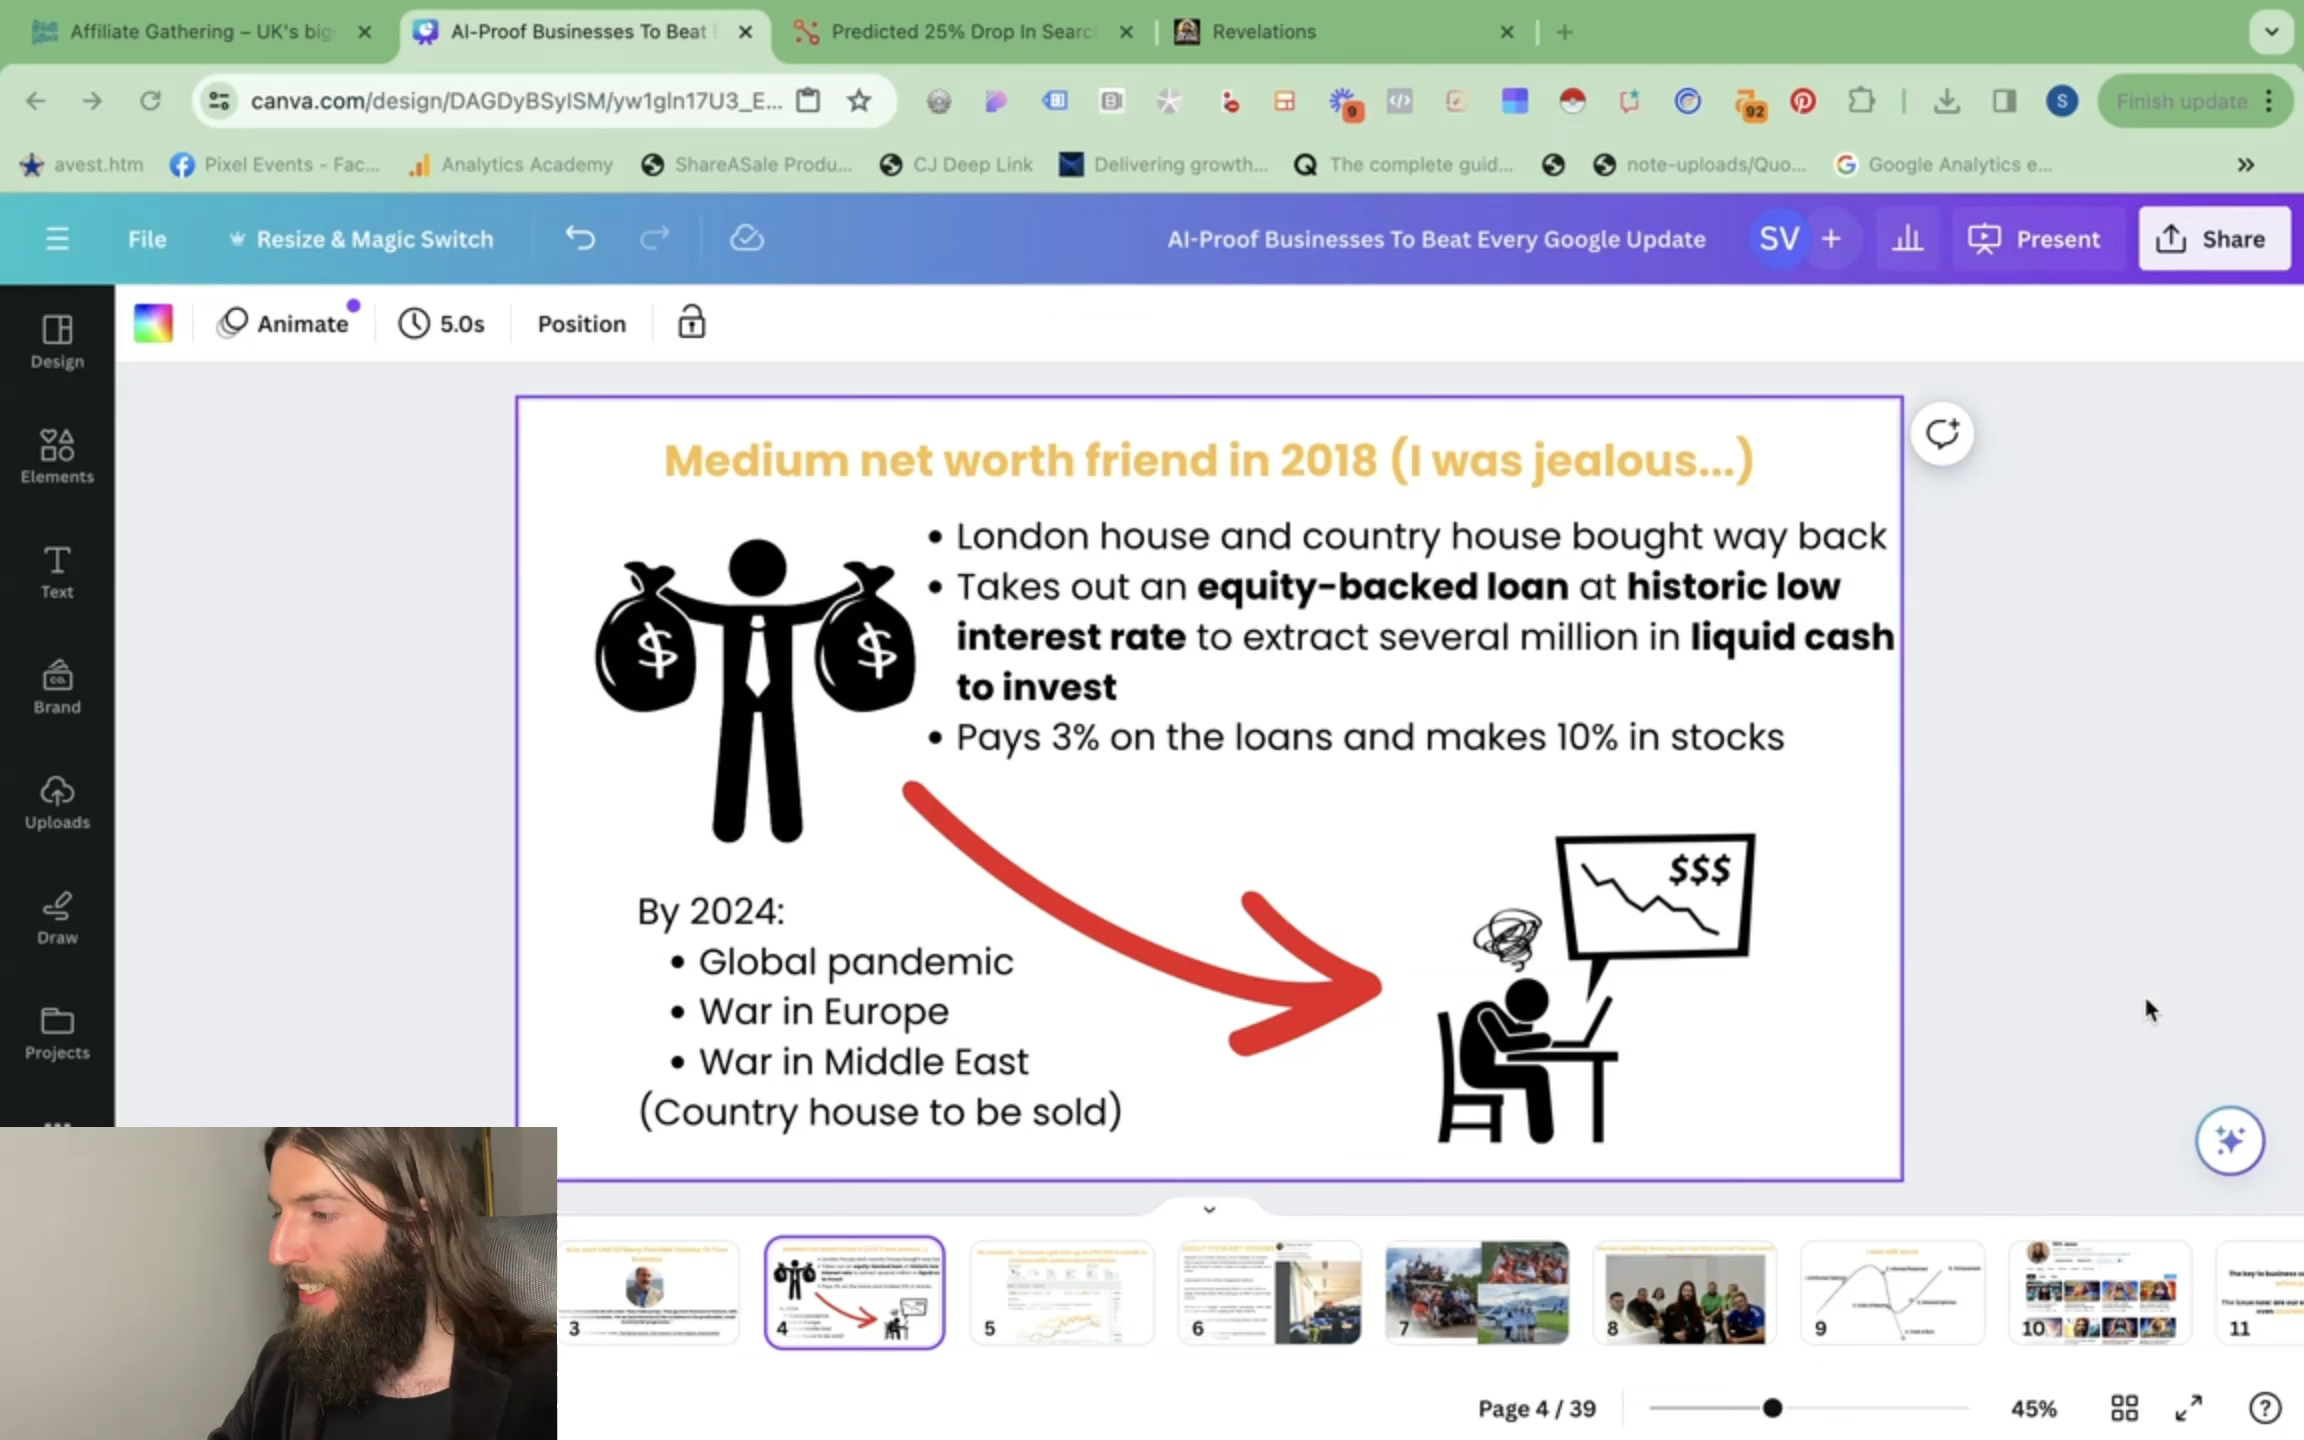 Affiliate Gathering – UK's big
AI-Proof Businesses To Beat
Predicted 25% Drop In Searc
Revelations
canva.com/design/DAGDyBSyISM/yw1gln17U3_E...
9
92
S
Finish update
avest.htm
Pixel Events - Fac...
Analytics Academy
ShareASale Produ...
CJ Deep Link
Delivering growth...
The complete guid...
note-uploads/Quo...
Google Analytics e...
File
Resize & Magic Switch
AI-Proof Businesses To Beat Every Google Update
SV
Present
Share
Animate
5.0s
Position
Design
Elements
Text
Brand
Uploads
Draw
Projects
Medium net worth friend in 2018 (I was jealous...)
• London house and country house bought way back
• Takes out an equity-backed loan at historic low
interest rate to extract several million in liquid cash
to invest
• Pays 3% on the loans and makes 10% in stocks
$ $
$$$
By 2024:
• Global pandemic
• War in Europe
• War in Middle East
(Country house to be sold)
3
4
5
6
7
8
9
10
11
Page 4 / 39
45%